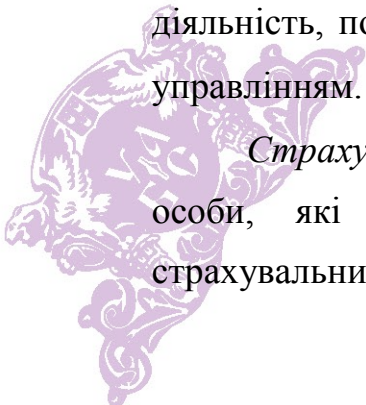 діяльність, по
управлінням.
Страху
особи, які
страхувальни